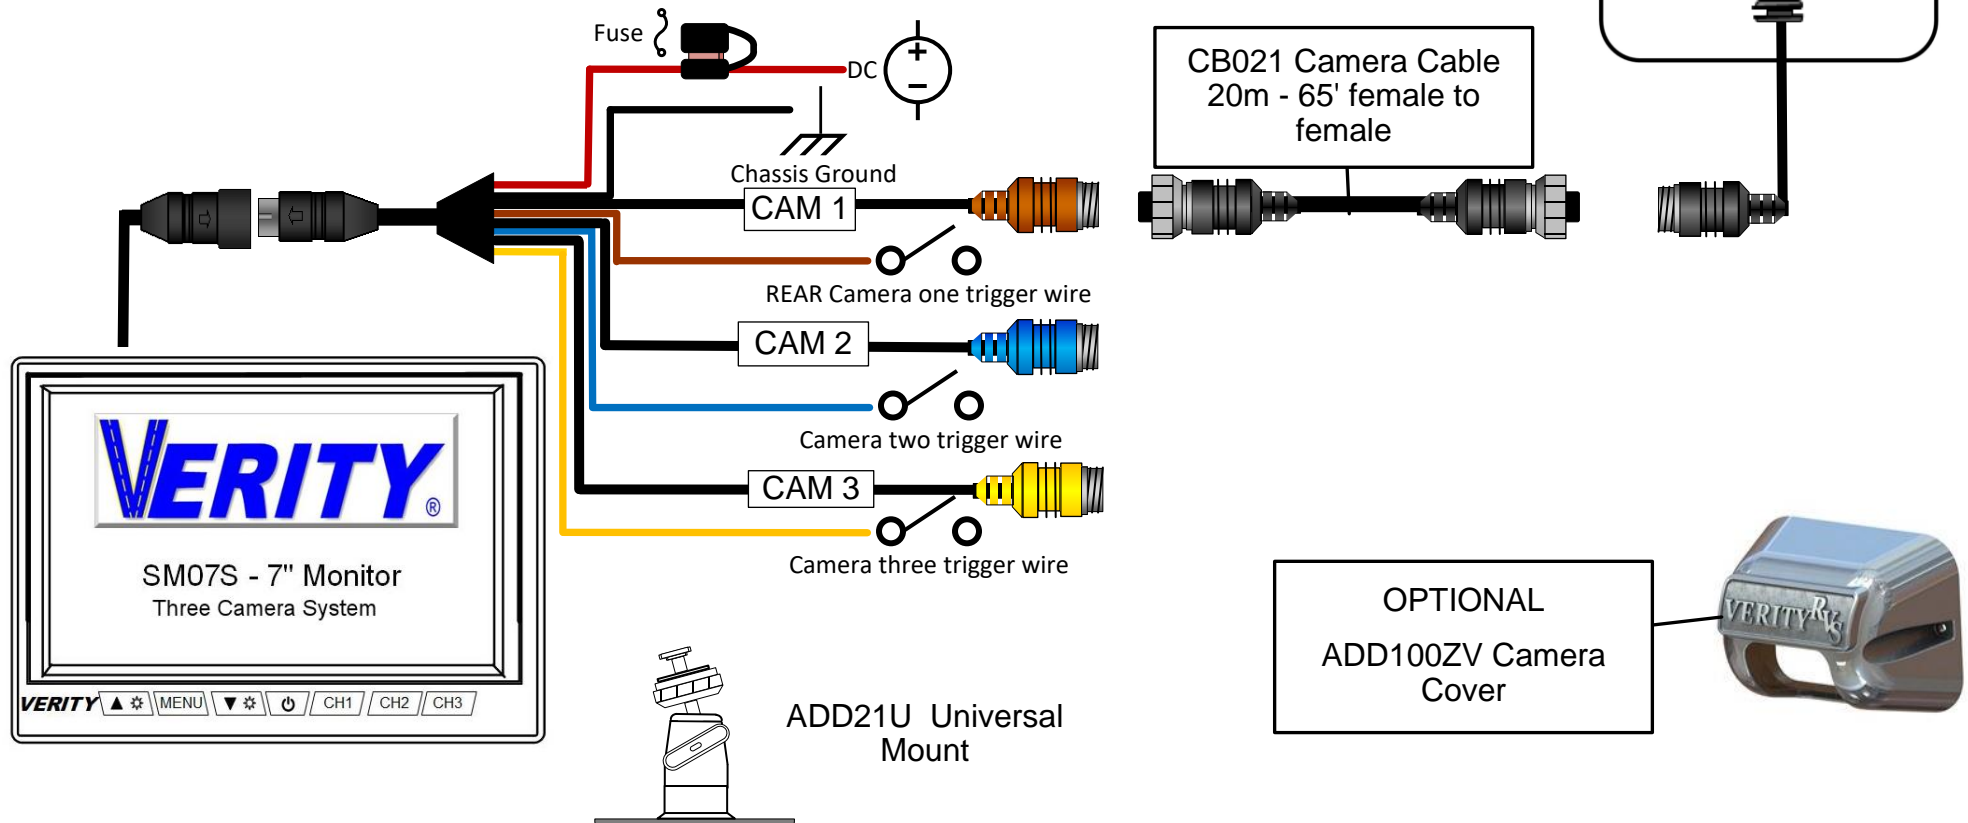 Fuse
DC
Chassis Ground
CAM 1
REAR Camera one trigger wire
CAM 2
Camera two trigger wire
CAM 3
Camera three trigger wire
CB021 Camera Cable
20m - 65' female to
female
VERITY®
SM07S - 7" Monitor
Three Camera System
VERITY MENU CH1 CH2 CH3
ADD21U Universal
Mount
OPTIONAL
ADD100ZV Camera
Cover
VERITY RVS